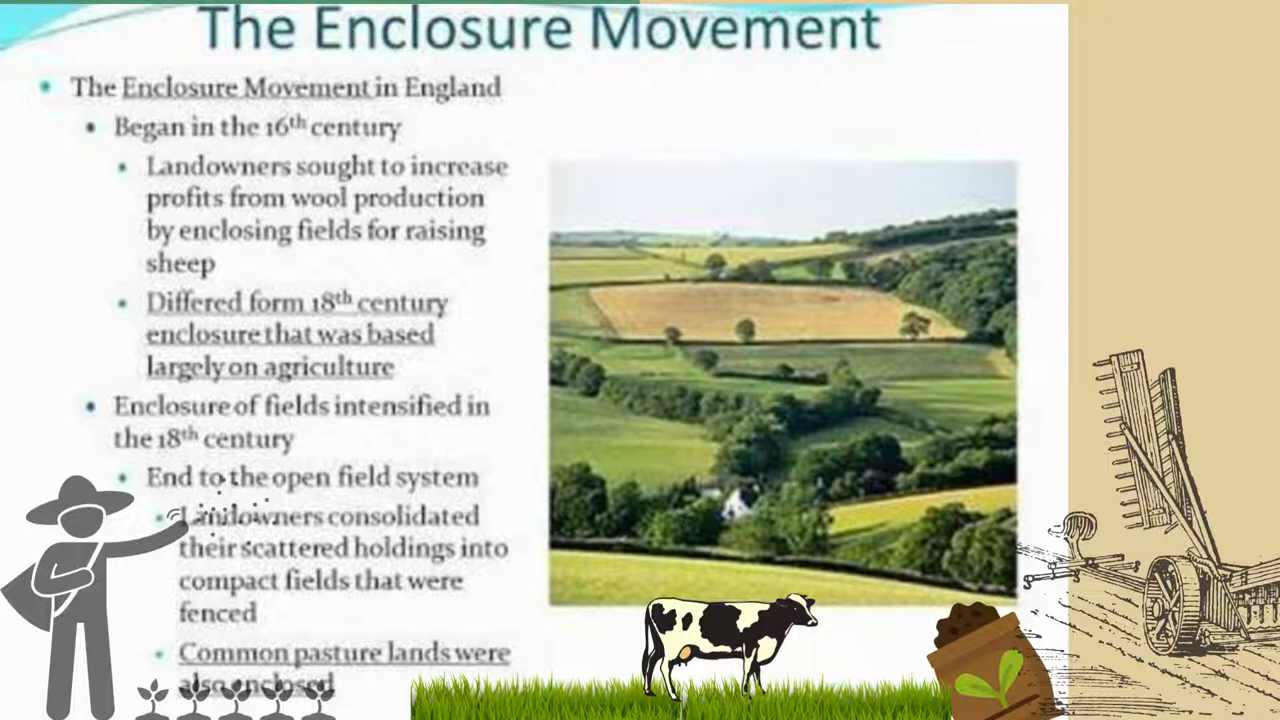 The Enclosure Movement
• The Enclosure Movement in England
• Began in the 16th century
• Landowners sought to increase
profits from wool production
by enclosing fields for raising
sheep
• Differed form 18th century
enclosure that was based
largely on agriculture
• Enclosure of fields intensified in
the 18th century
• End to the open field system
• Landowners consolidated
their scattered holdings into
compact fields that were
fenced
• Common pasture lands were
also enclosed